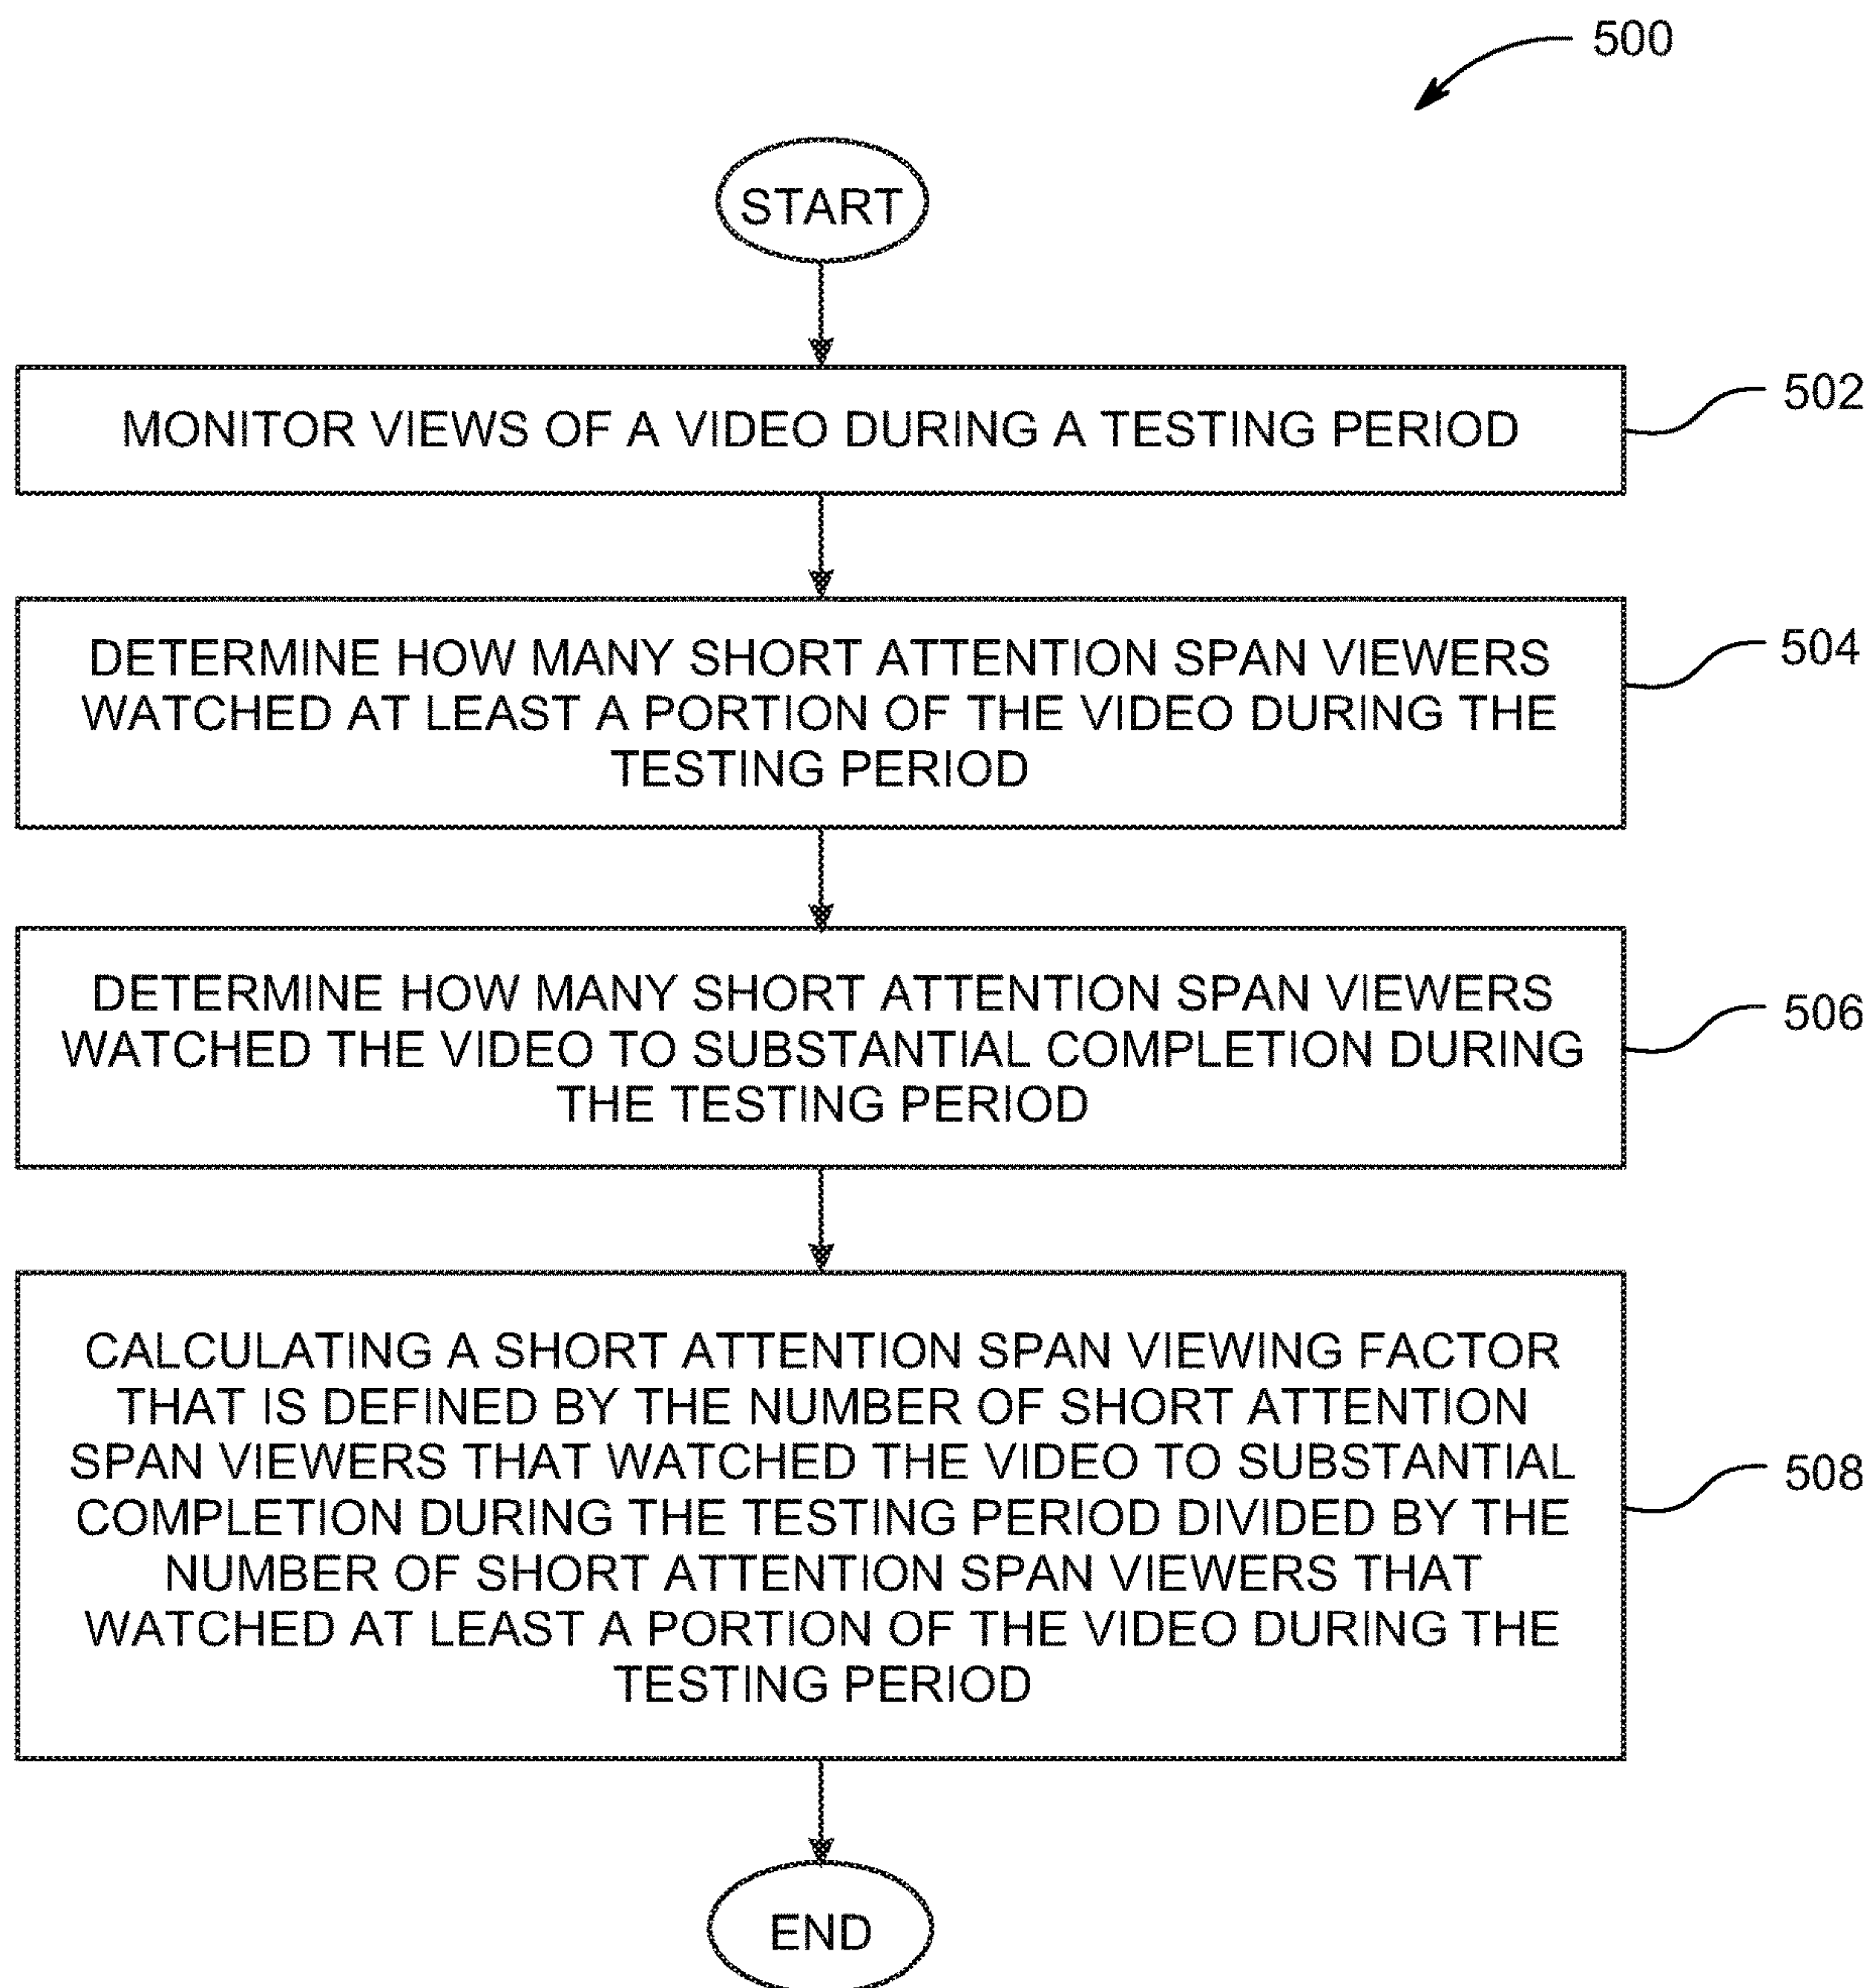 500
START
MONITOR VIEWS OF A VIDEO DURING A TESTING PERIOD
502
DETERMINE HOW MANY SHORT ATTENTION SPAN VIEWERS
WATCHED AT LEAST A PORTION OF THE VIDEO DURING THE
TESTING PERIOD
504
DETERMINE HOW MANY SHORT ATTENTION SPAN VIEWERS
WATCHED THE VIDEO TO SUBSTANTIAL COMPLETION DURING
THE TESTING PERIOD
506
CALCULATING A SHORT ATTENTION SPAN VIEWING FACTOR
THAT IS DEFINED BY THE NUMBER OF SHORT ATTENTION
SPAN VIEWERS THAT WATCHED THE VIDEO TO SUBSTANTIAL
COMPLETION DURING THE TESTING PERIOD DIVIDED BY THE
NUMBER OF SHORT ATTENTION SPAN VIEWERS THAT
WATCHED AT LEAST A PORTION OF THE VIDEO DURING THE
TESTING PERIOD
508
END